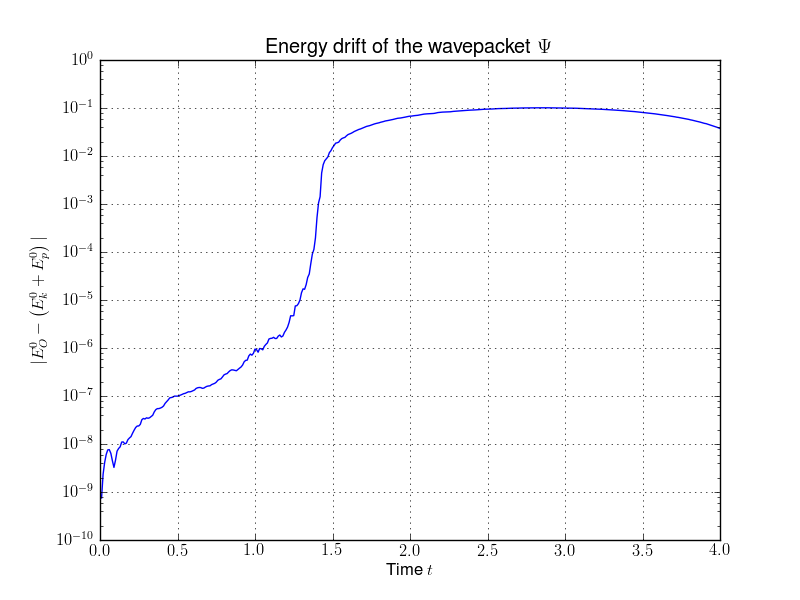 Energy drift of the wavepacket Ψ
|E_O^0 − (E_k^0 + E_p^0)|
10^0
10^{-1}
10^{-2}
10^{-3}
10^{-4}
10^{-5}
10^{-6}
10^{-7}
10^{-8}
10^{-9}
10^{-10}
0.0 0.5 1.0 1.5 2.0 2.5 3.0 3.5 4.0
Time t